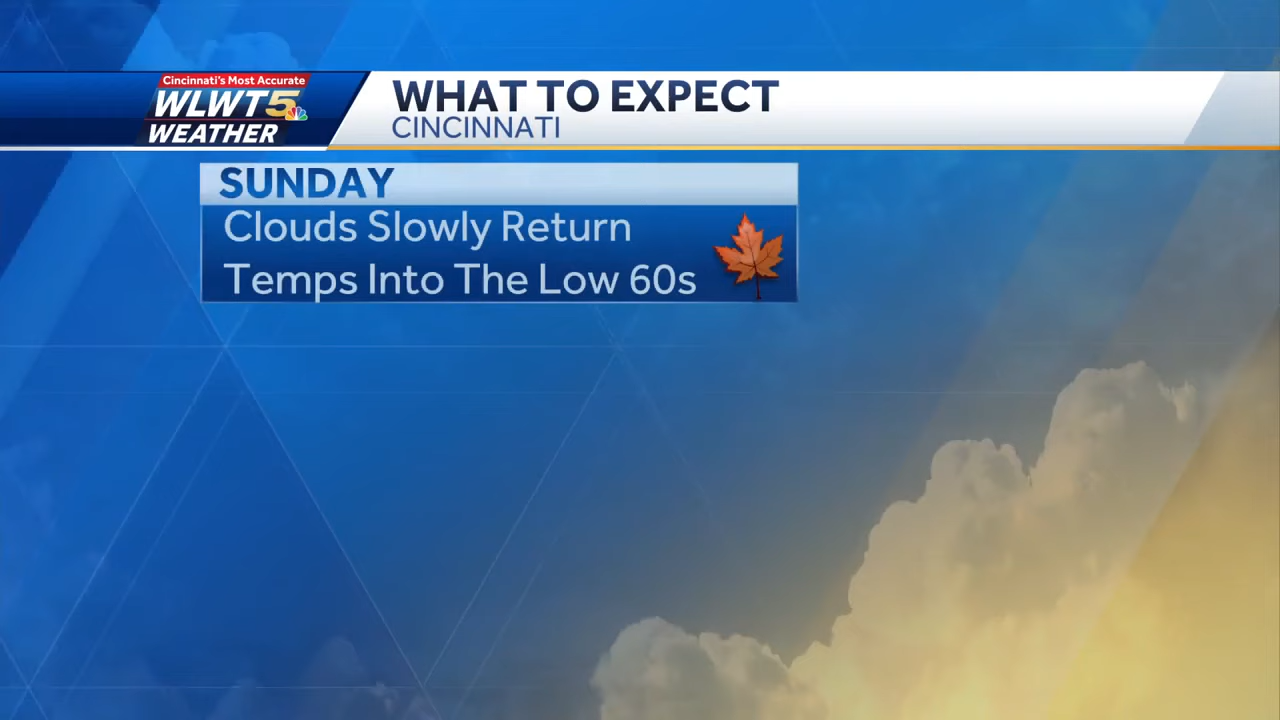 Cincinnati's Most Accurate
WLWT5
WEATHER
WHAT TO EXPECT
CINCINNATI
SUNDAY
Clouds Slowly Return
Temps Into The Low 60s